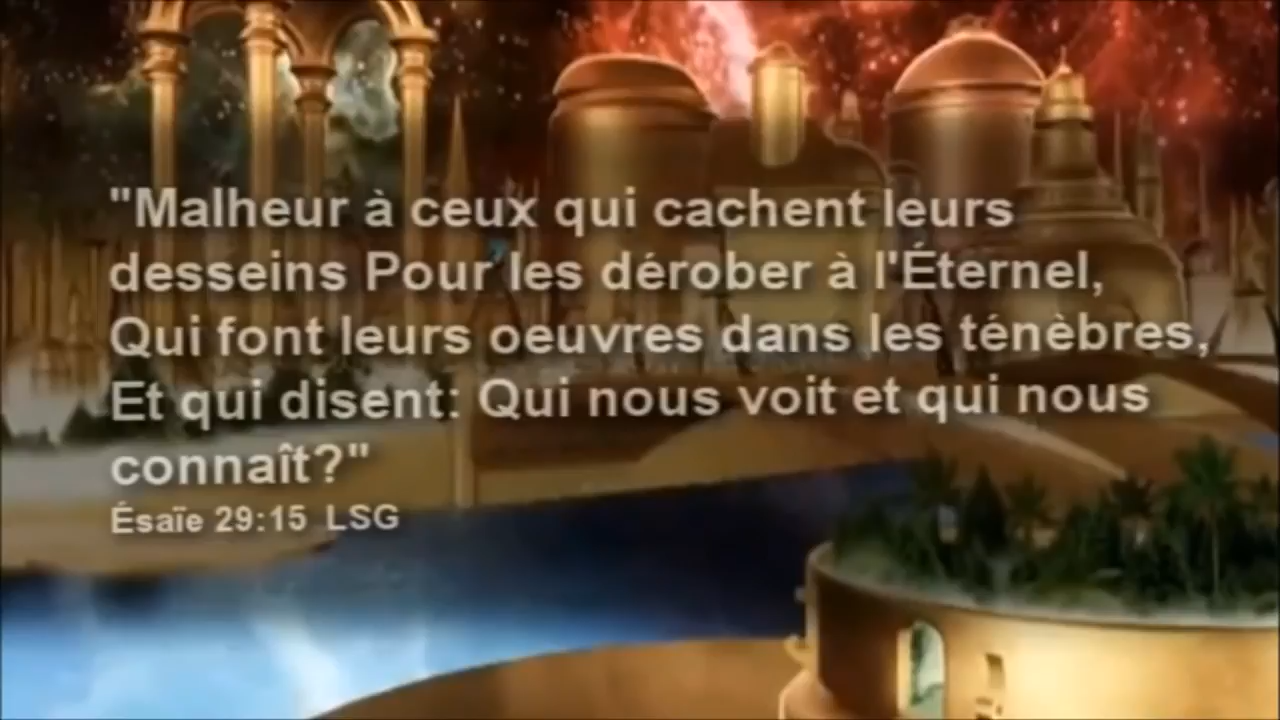 "Malheur à ceux qui cachent leurs
desseins Pour les dérober à l'Éternel,
Qui font leurs oeuvres dans les ténèbres,
Et qui disent: Qui nous voit et qui nous
connaît?"
Ésaïe 29:15 LSG